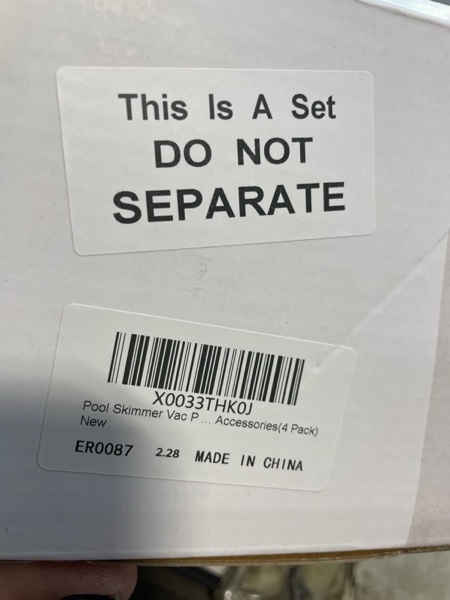 This Is A Set
DO NOT
SEPARATE
X0033THK0J
Pool Skimmer Vac P ... Accessories(4 Pack)
New
ER0087 2.28 MADE IN CHINA